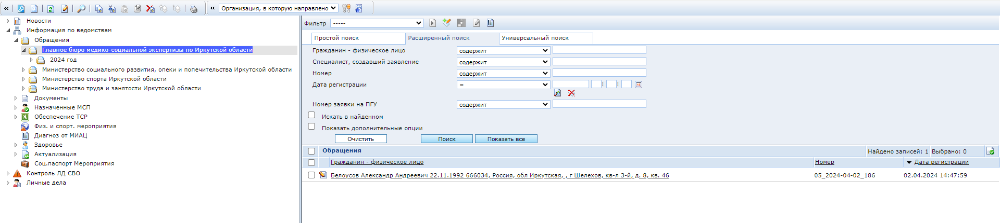 Организация, в которую направлено
Новости
Информация по ведомствам
Обращения
Главное бюро медико-социальной экспертизы по Иркутской области
2024 год
Министерство социального развития, опеки и попечительства Иркутской области
Министерство спорта Иркутской области
Министерство труда и занятости Иркутской области
Документы
Назначенные МСП
Обеспечение ТСР
Физ. и спорт. мероприятия
Диагноз от МИАЦ
Здоровье
Актуализация
Соц.паспорт Мероприятия
Контроль ЛД СВО
Личные дела
Фильтр -----
Простой поиск Расширенный поиск Универсальный поиск
Гражданин - физическое лицо содержит
Специалист, создавший заявление содержит
Номер содержит
Дата регистрации = : :
Номер заявки на ПГУ содержит
Искать в найденном
Показать дополнительные опции
Очистить Поиск Показать все
Обращения Найдено записей: 1 Выбрано: 0
Гражданин - физическое лицо Номер Дата регистрации
Белоусов Александр Андреевич 22.11.1992 666034, Россия, обл Иркутская, , г Шелехов, кв-л 3-й, д. 8, кв. 46 05_2024-04-02_186 02.04.2024 14:47:59